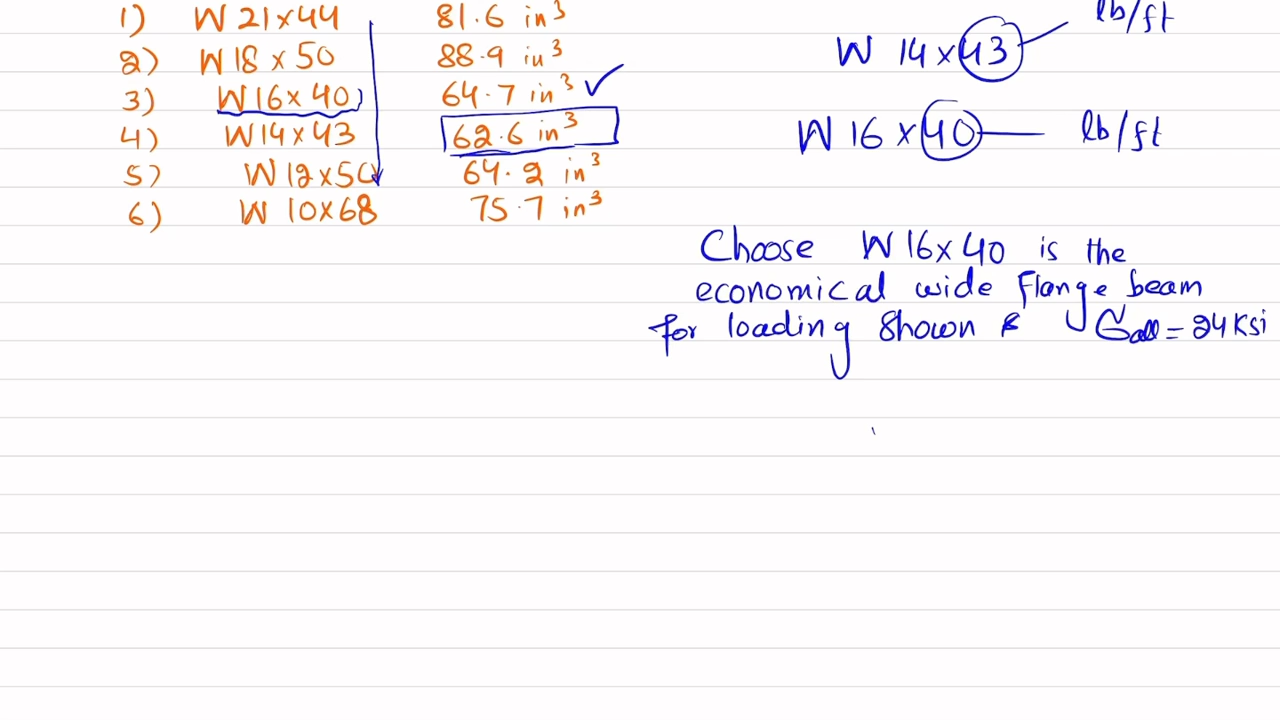 1) W 21x44 81.6 in³
2) W 18 x 50 88.9 in³
3) W16x 40 64.7 in³ ✓
4) W14x43 62.6 in³
5) W 12x50 64.2 in³
6) W 10x68 75.7 in³
lb/ft
W 14x43
W 16 x 40 lb/ft
Choose W 16x 40 is the
economical wide flange beam
for loading shown & σall = 24 Ksi